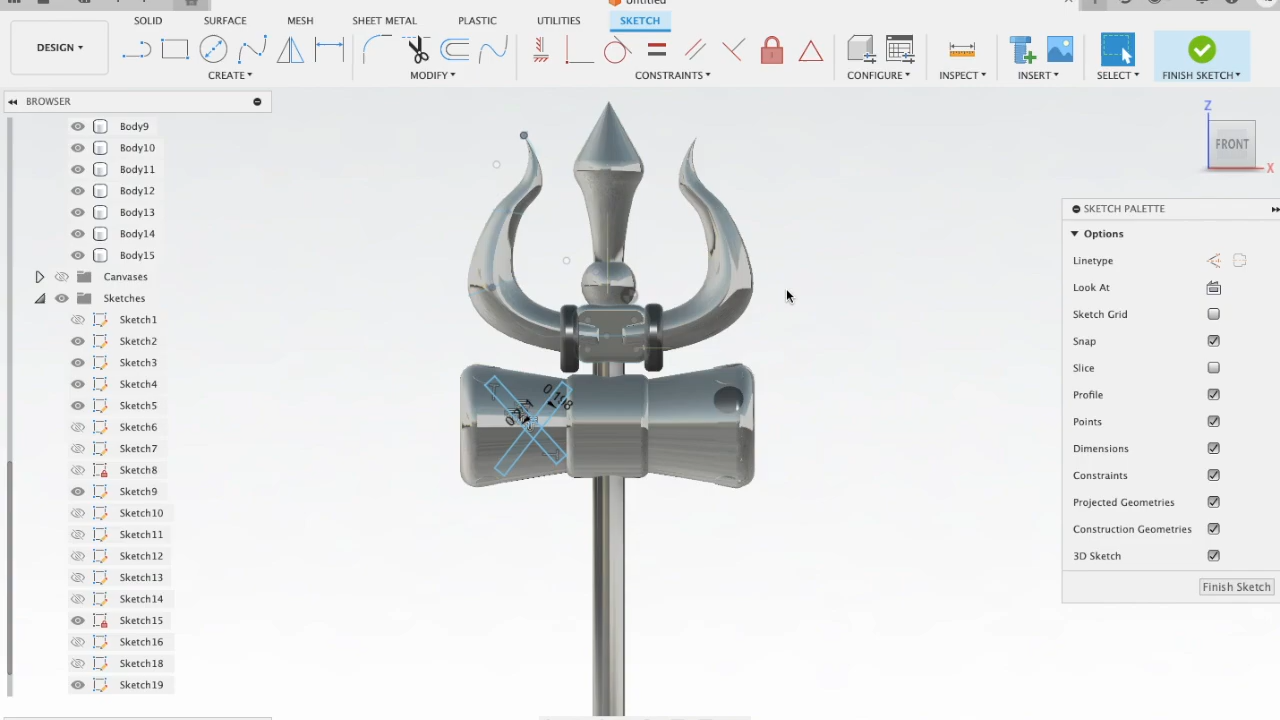 Untitled
SOLID SURFACE MESH SHEET METAL PLASTIC UTILITIES SKETCH
DESIGN
CREATE MODIFY CONSTRAINTS CONFIGURE INSPECT INSERT SELECT FINISH SKETCH
BROWSER
Body9
Body10
Body11
Body12
Body13
Body14
Body15
Canvases
Sketches
Sketch1
Sketch2
Sketch3
Sketch4
Sketch5
Sketch6
Sketch7
Sketch8
Sketch9
Sketch10
Sketch11
Sketch12
Sketch13
Sketch14
Sketch15
Sketch16
Sketch18
Sketch19
0.198
Z
FRONT
X
SKETCH PALETTE
Options
Linetype
Look At
Sketch Grid
Snap
Slice
Profile
Points
Dimensions
Constraints
Projected Geometries
Construction Geometries
3D Sketch
Finish Sketch